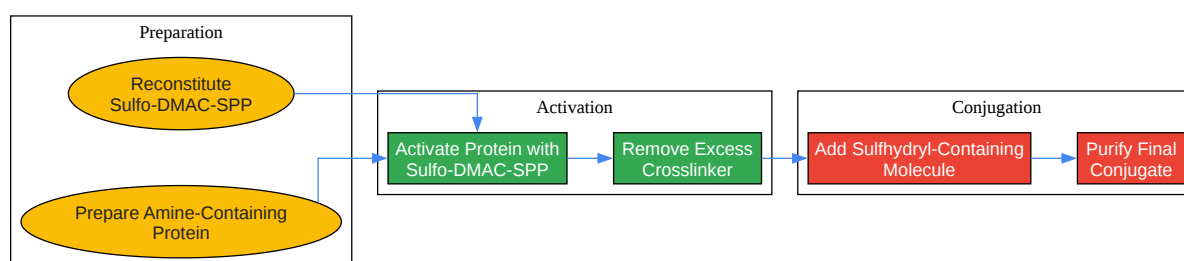 Preparation
Reconstitute
Sulfo-DMAC-SPP
Prepare Amine-Containing
Protein
Activation
Activate Protein with
Sulfo-DMAC-SPP
Remove Excess
Crosslinker
Conjugation
Add Sulfhydryl-Containing
Molecule
Purify Final
Conjugate